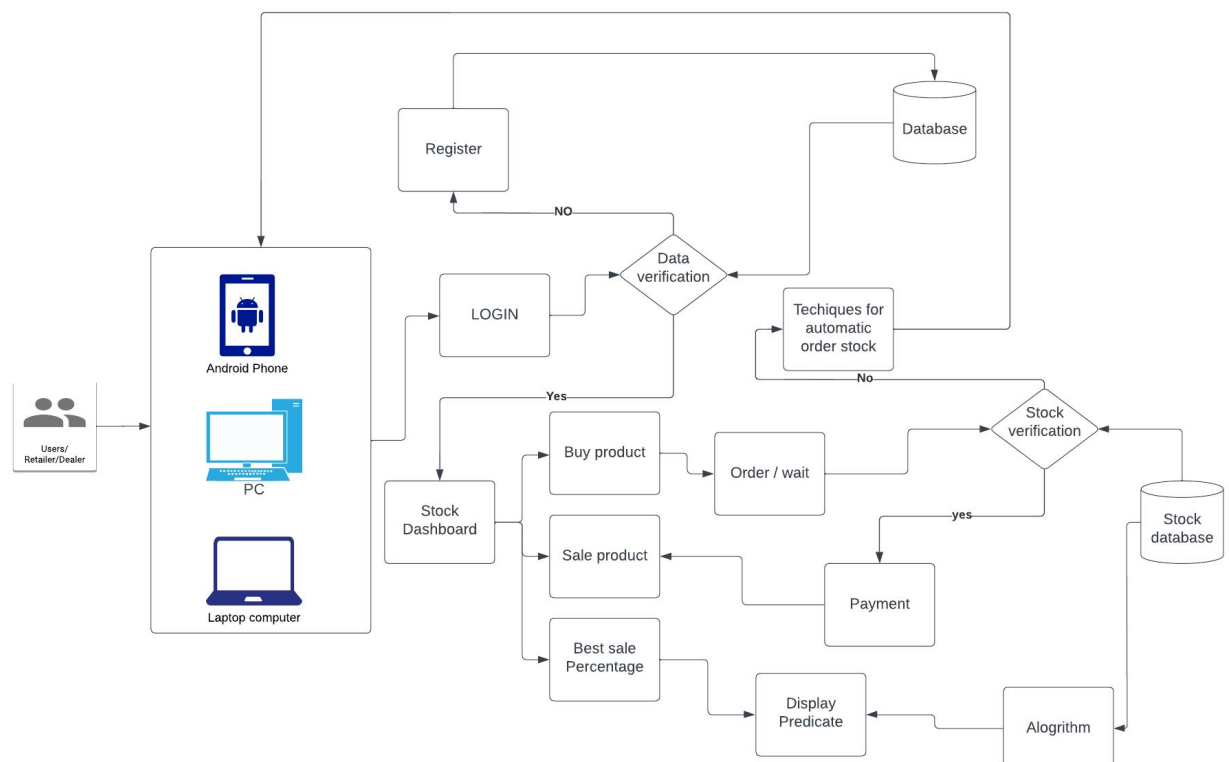 Database
Register
NO
Data
verification
LOGIN
Techiques for
automatic
order stock
Android Phone
No
Yes
Users/
Retailer/Dealer
Buy product
Stock
verification
Order / wait
PC
Stock
Dashboard
yes
Stock
database
Sale product
Payment
Laptop computer
Best sale
Percentage
Display
Predicate
Alogrithm